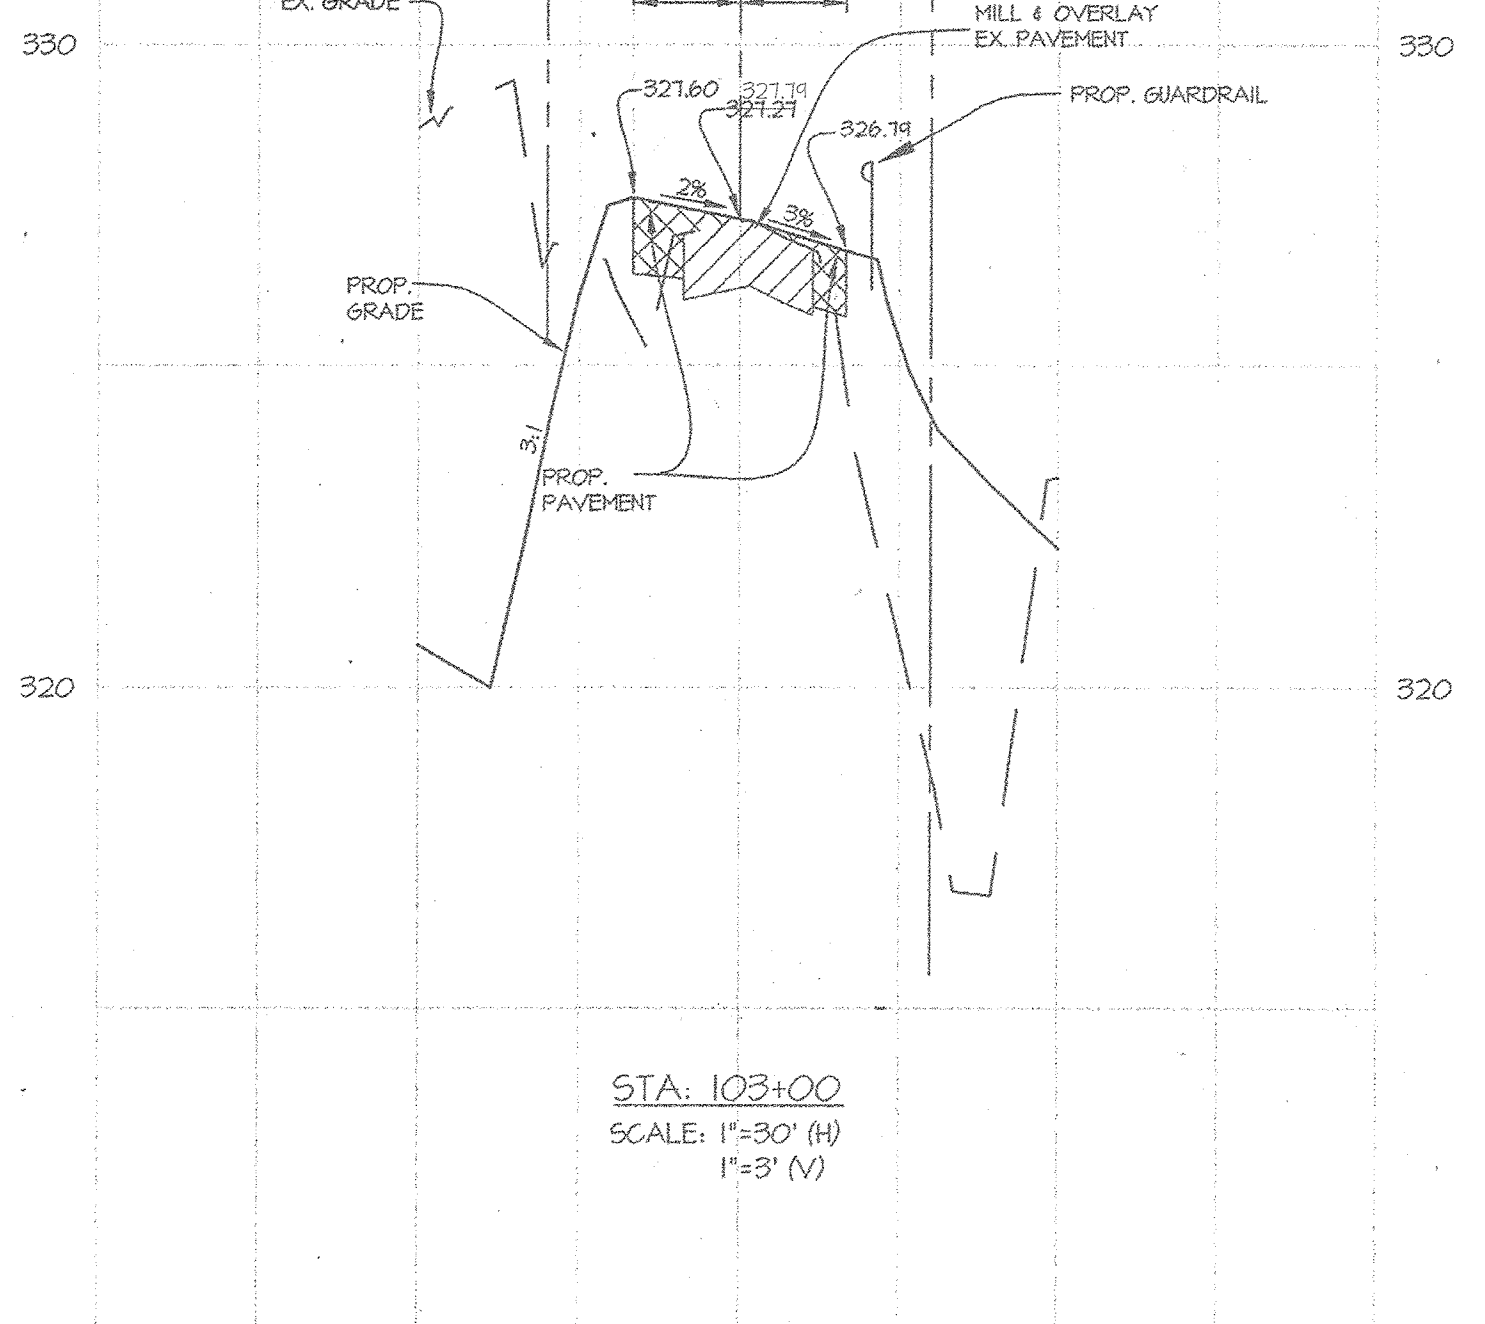 EX. GRADE
MILL & OVERLAY
EX. PAVEMENT
330
330
327.60
327.79
327.27
PROP. GUARDRAIL
326.79
2%
3%
PROP.
GRADE
3:1
PROP.
PAVEMENT
320
320
STA: 103+00
SCALE: 1"=30' (H)
1"=3' (V)